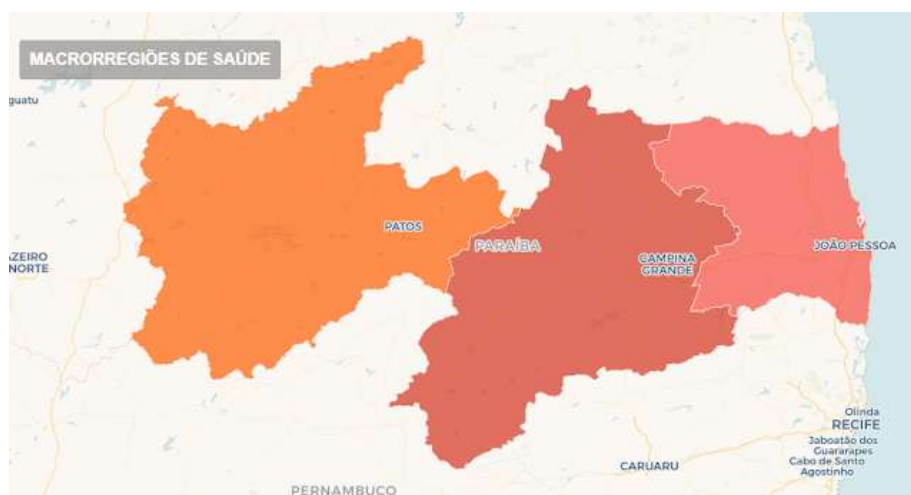 MACRORREGIÕES DE SAÚDE
guatu
PATOS
PARAÍBA
JOÃO PESSOA
AZEIRO
NORTE
CAMPINA
GRANDE
Olinda
RECIFE
Jaboatão dos
Guararapes
Cabo de Santo
Agostinho
CARUARU
PERNAMBUCO